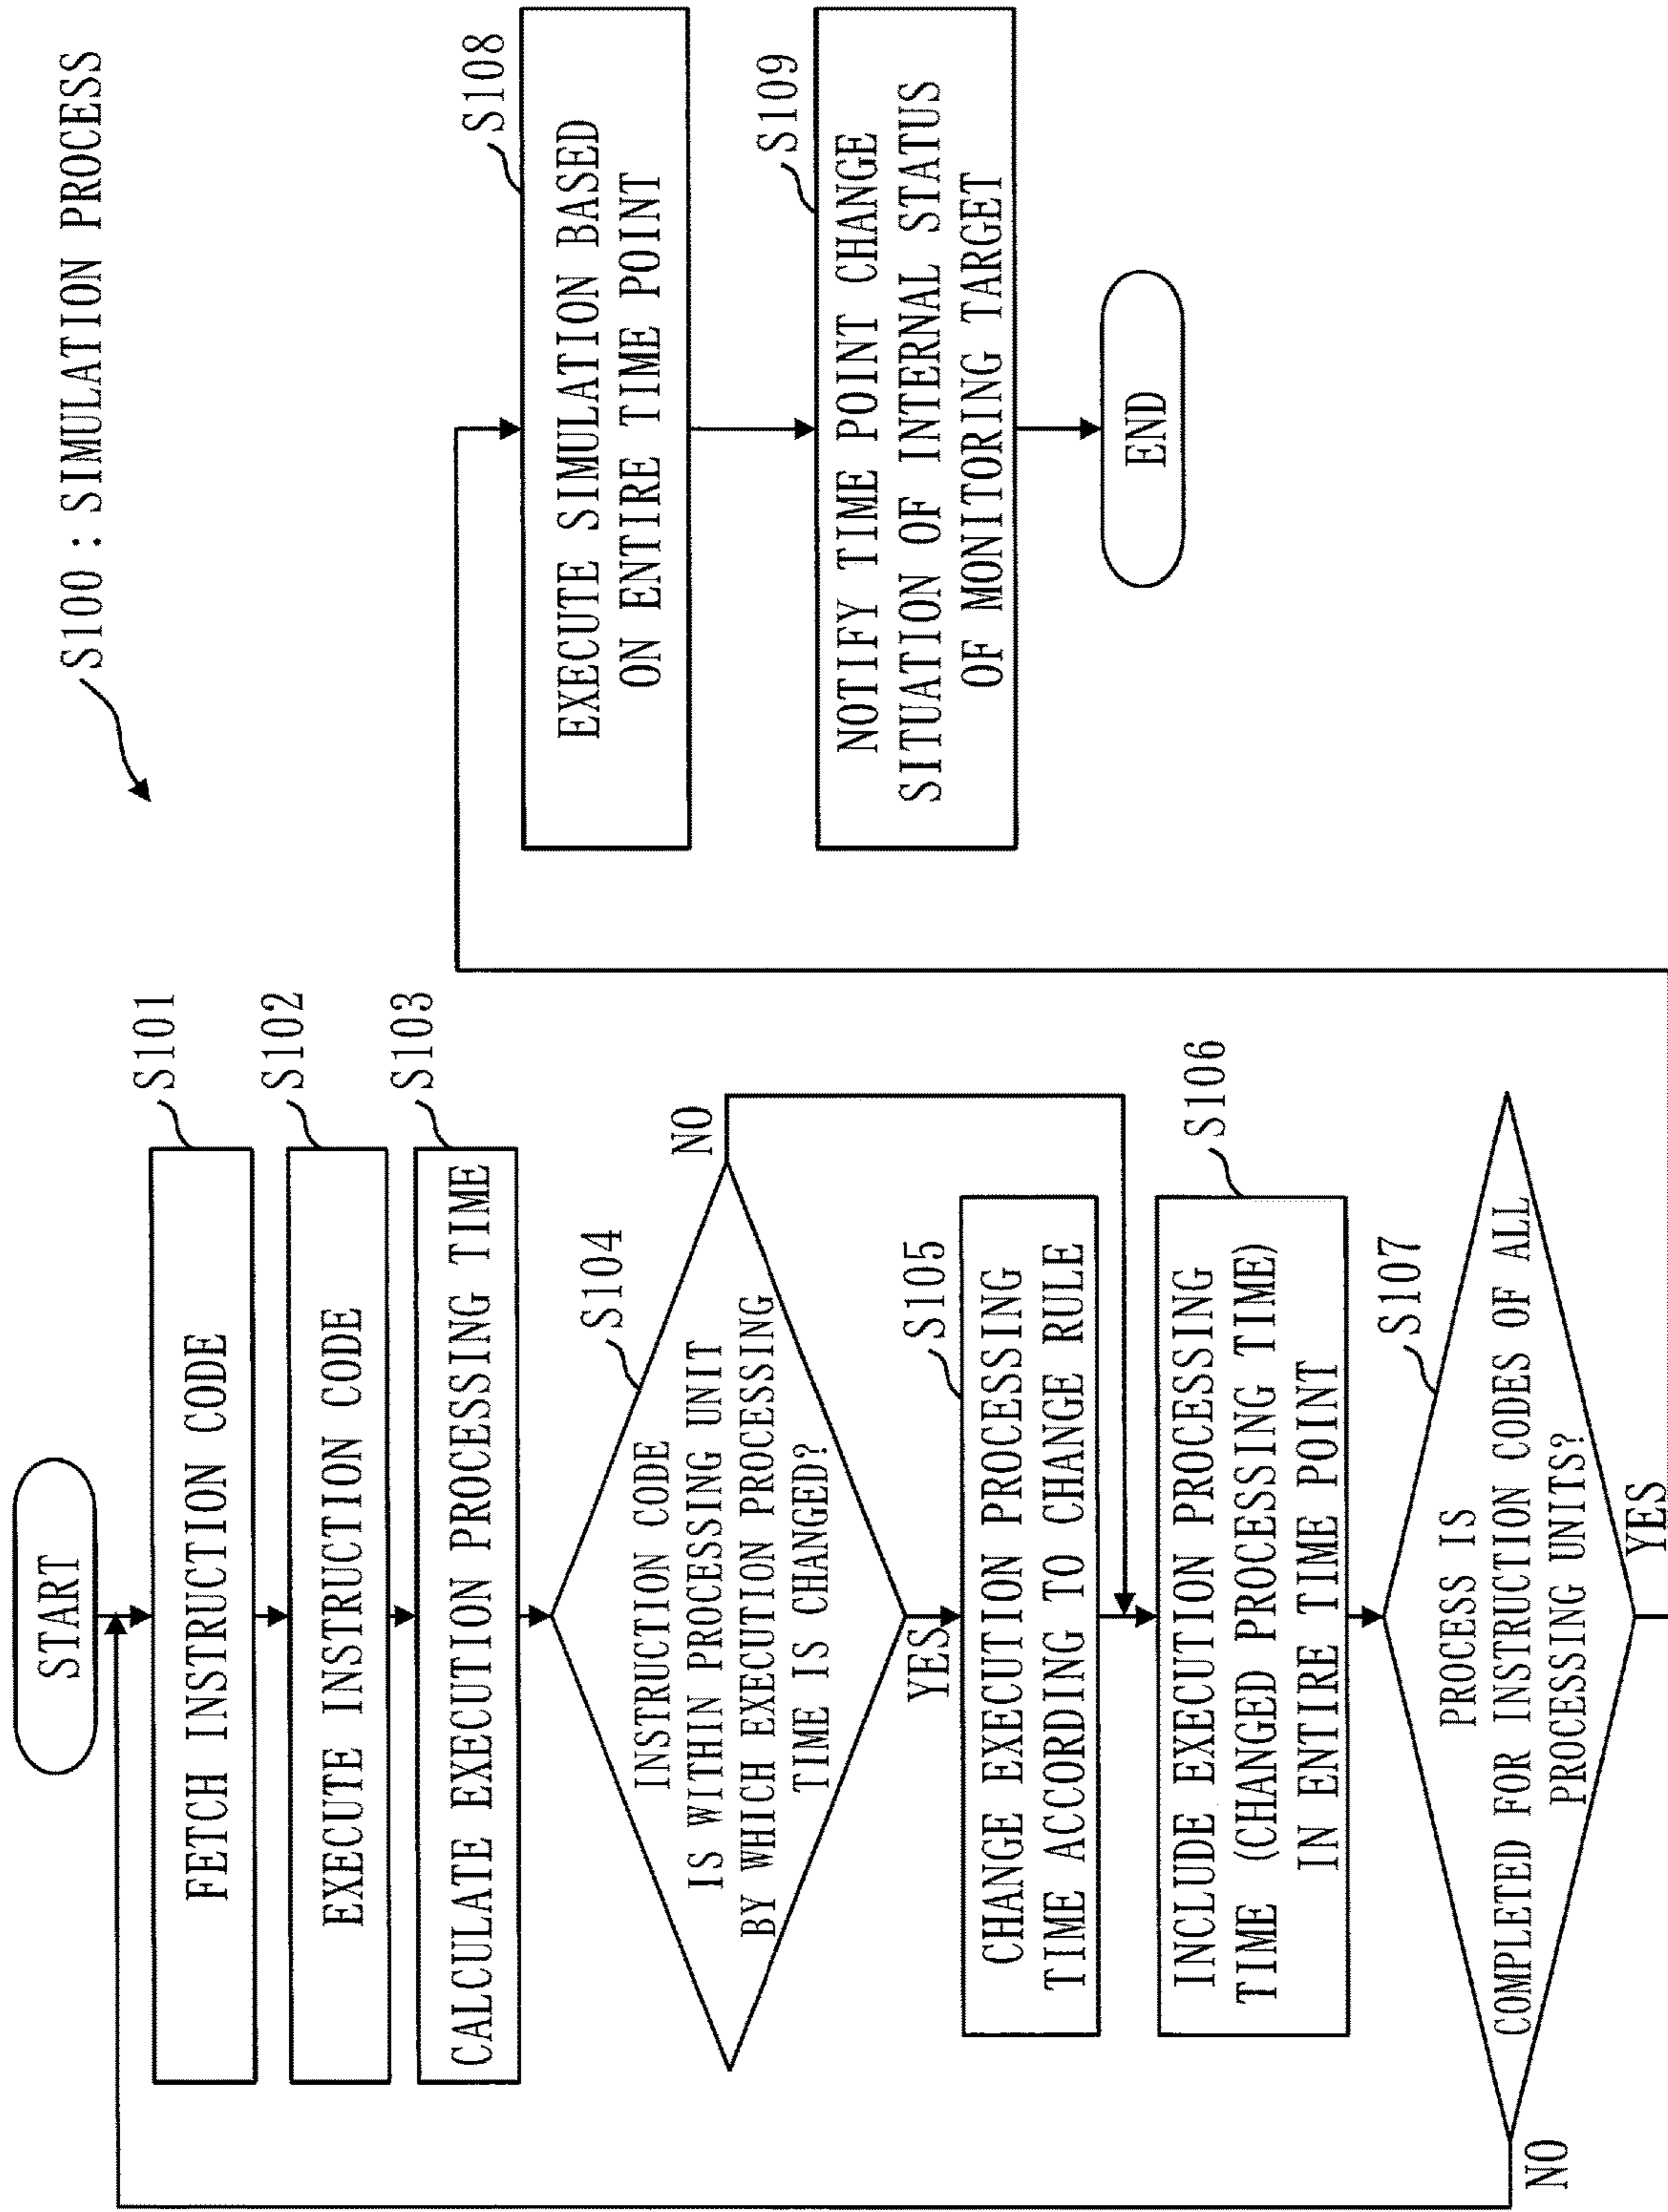 S100 : SIMULATION PROCESS
START
S101
FETCH INSTRUCTION CODE
S102
EXECUTE INSTRUCTION CODE
S103
CALCULATE EXECUTION PROCESSING TIME
S104
INSTRUCTION CODE
IS WITHIN PROCESSING UNIT
BY WHICH EXECUTION PROCESSING
TIME IS CHANGED?
NO
YES
S105
CHANGE EXECUTION PROCESSING
TIME ACCORDING TO CHANGE RULE
S106
INCLUDE EXECUTION PROCESSING
TIME (CHANGED PROCESSING TIME)
IN ENTIRE TIME POINT
S107
PROCESS IS
COMPLETED FOR INSTRUCTION CODES OF ALL
PROCESSING UNITS?
NO
YES
S108
EXECUTE SIMULATION BASED
ON ENTIRE TIME POINT
S109
NOTIFY TIME POINT CHANGE
SITUATION OF INTERNAL STATUS
OF MONITORING TARGET
END